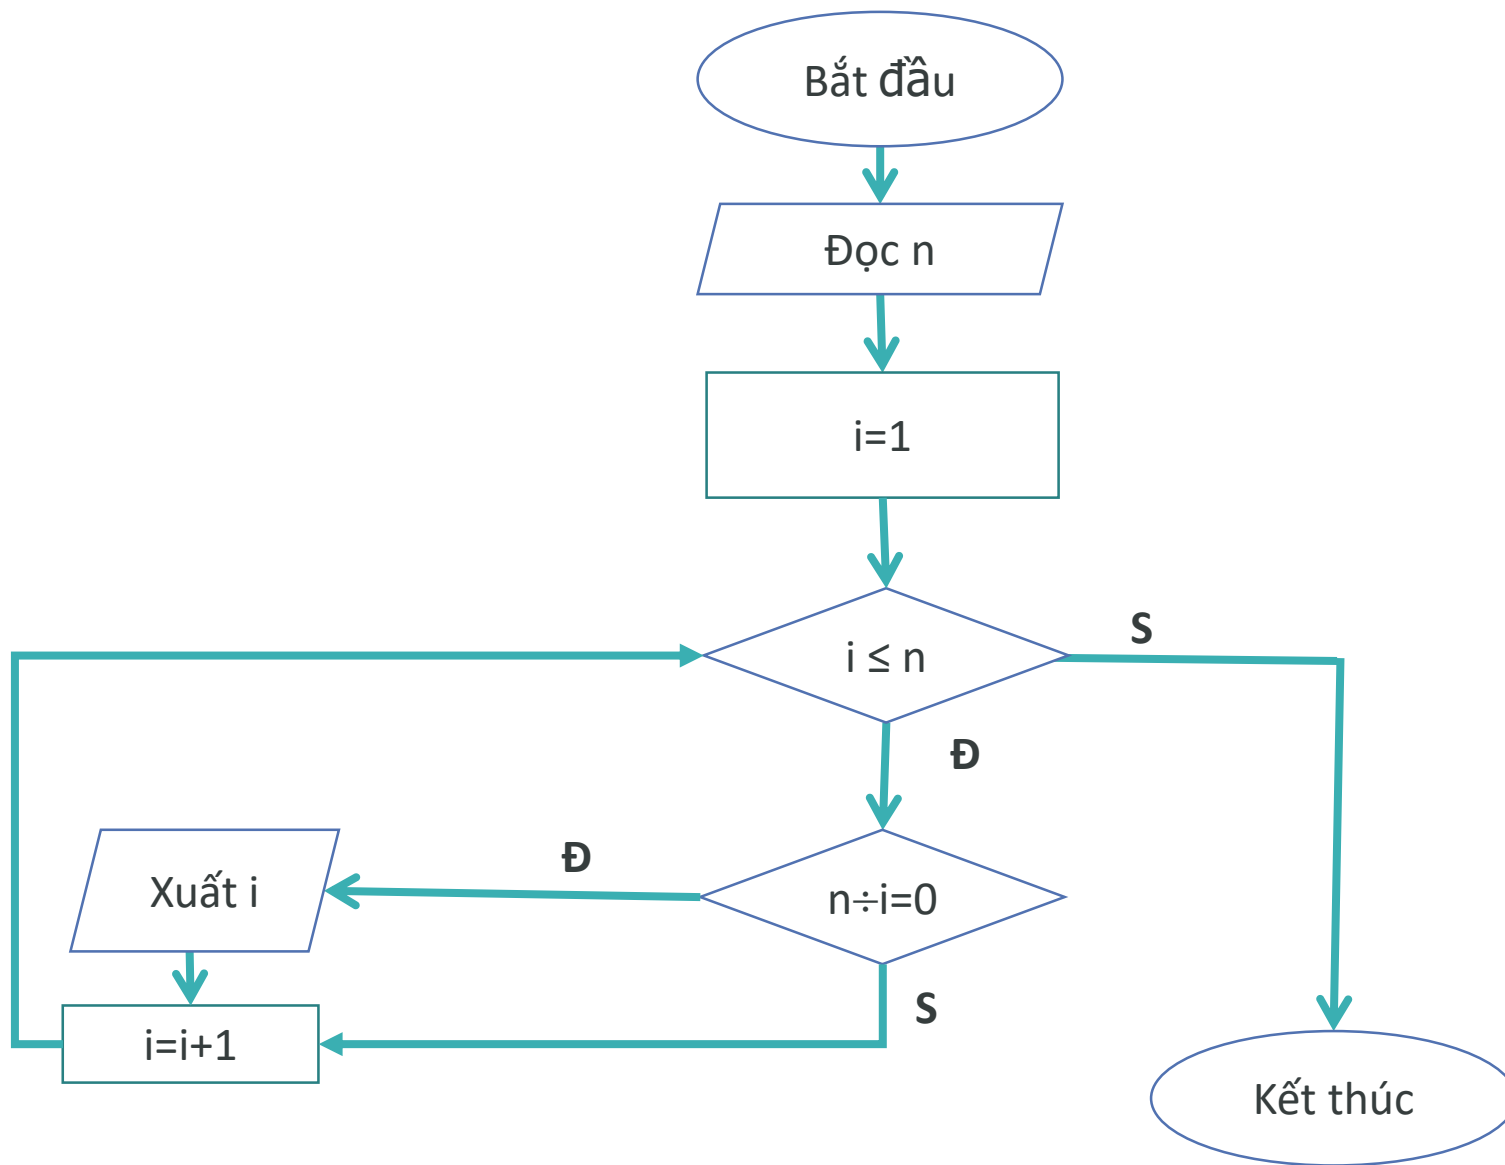 Bắt đầu
Đọc n
i=1
i ≤ n
S
Đ
n÷i=0
Đ
Xuất i
S
i=i+1
Kết thúc